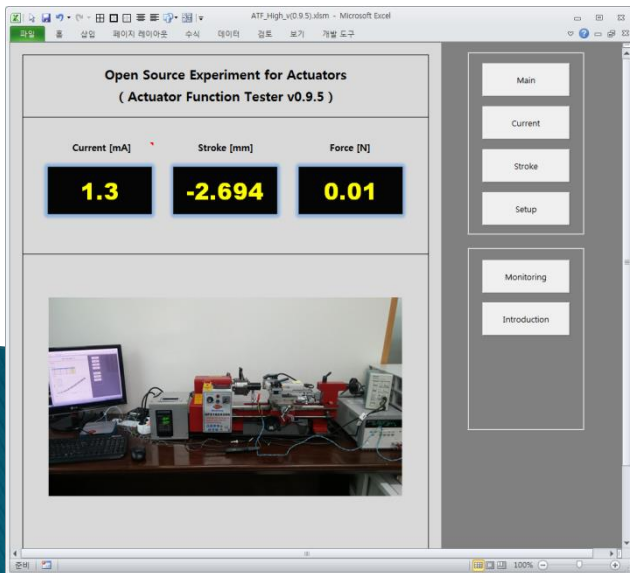 ATF_High_v(0.9.5).xlsm - Microsoft Excel
파일 홈 삽입 페이지 레이아웃 수식 데이터 검토 보기 개발 도구
Open Source Experiment for Actuators
( Actuator Function Tester v0.9.5 )
Current [mA] Stroke [mm] Force [N]
1.3 -2.694 0.01
Main
Current
Stroke
Setup
Monitoring
Introduction
준비 100%